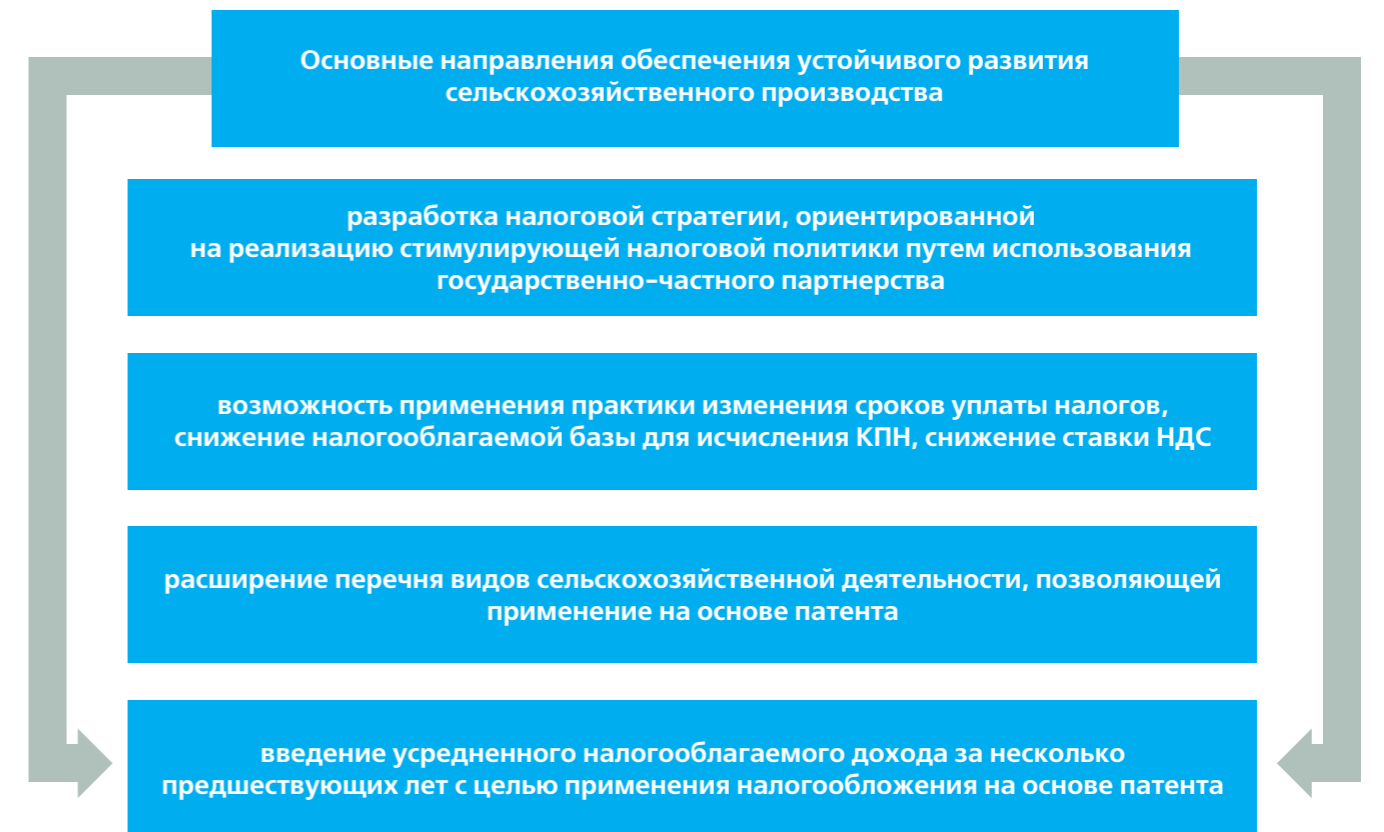 Основные направления обеспечения устойчивого развития
сельскохозяйственного производства
разработка налоговой стратегии, ориентированной
на реализацию стимулирующей налоговой политики путем использования
государственно-частного партнерства
возможность применения практики изменения сроков уплаты налогов,
снижение налогооблагаемой базы для исчисления КПН, снижение ставки НДС
расширение перечня видов сельскохозяйственной деятельности, позволяющей
применение на основе патента
введение усредненного налогооблагаемого дохода за несколько
предшествующих лет с целью применения налогообложения на основе патента